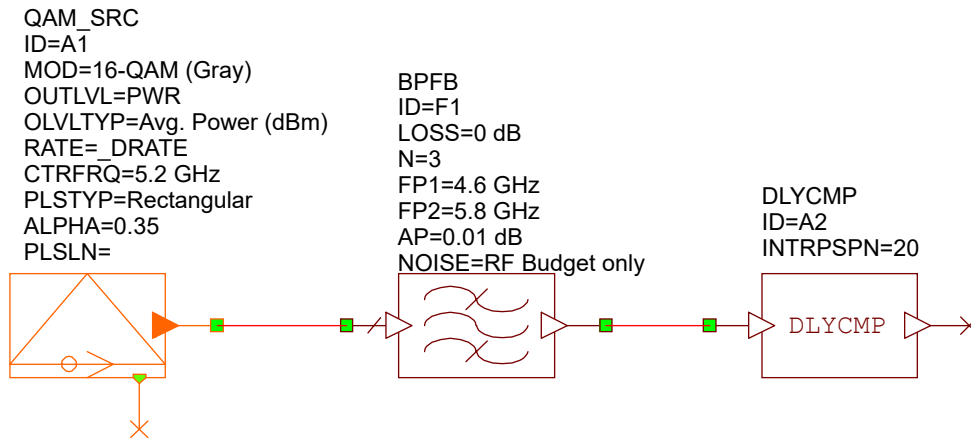 QAM_SRC
ID=A1
MOD=16-QAM (Gray)
OUTLVL=PWR
OLVLTYP=Avg. Power (dBm)
RATE=_DRATE
CTRFRQ=5.2 GHz
PLSTYP=Rectangular
ALPHA=0.35
PLSLN=
BPFB
ID=F1
LOSS=0 dB
N=3
FP1=4.6 GHz
FP2=5.8 GHz
AP=0.01 dB
NOISE=RF Budget only
DLYCMP
ID=A2
INTRPSPN=20
DLYCMP